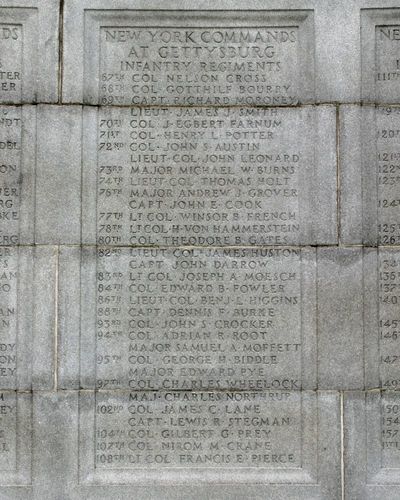 NEW YORK COMMANDS
AT GETTYSBURG
INFANTRY REGIMENTS
67TH COL· NELSON CROSS
68TH COL· GOTTHILF BOURRY
69TH CAPT· RICHARD MORONEY
LIEUT· JAMES J· SMITH
70TH COL· J· EGBERT FARNUM
71ST COL· HENRY L· POTTER
72ND COL· JOHN S· AUSTIN
LIEUT·COL· JOHN LEONARD
73RD MAJOR MICHAEL W· BURNS
74TH LIEUT·COL· THOMAS HOLT
76TH MAJOR ANDREW J· GROVER
CAPT· JOHN E· COOK
77TH LT·COL· WINSOR B· FRENCH
78TH LT·COL·H·VON HAMMERSTEIN
80TH COL· THEODORE B· GATES
82ND LIEUT·COL· JAMES HUSTON
CAPT· JOHN DARROW
83RD LT·COL· JOSEPH A· MOESCH
84TH COL· EDWARD B· FOWLER
86TH LIEUT·COL· BENJ· L· HIGGINS
88TH CAPT· DENNIS F· BURKE
93RD COL· JOHN S· CROCKER
94TH COL· ADRIAN R· ROOT
MAJOR SAMUEL A· MOFFETT
95TH COL· GEORGE H· BIDDLE
MAJOR EDWARD PYE
97TH COL· CHARLES WHEELOCK
MAJ· CHARLES NORTHRUP
102ND COL· JAMES C· LANE
CAPT· LEWIS R· STEGMAN
104TH COL· GILBERT G· PREY
107TH COL· NIROM M· CRANE
108TH LT·COL· FRANCIS E· PIERCE